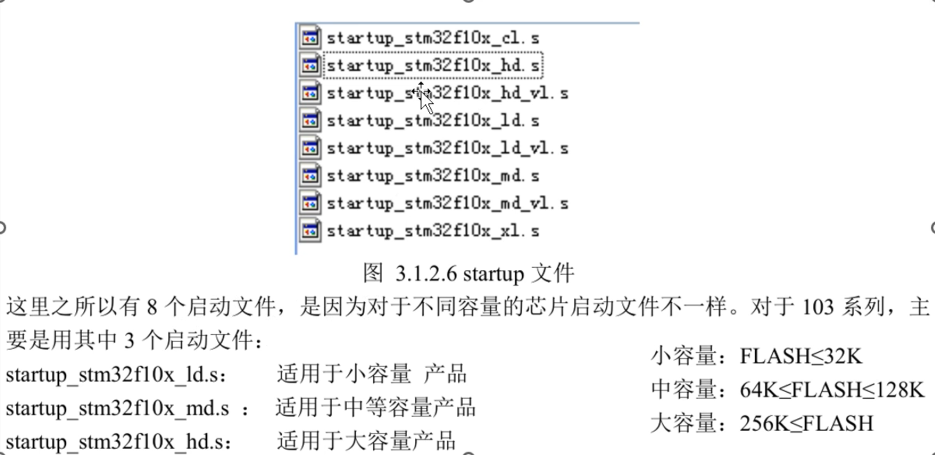 startup_stm32f10x_cl.s
startup_stm32f10x_hd.s
startup_stm32f10x_hd_vl.s
startup_stm32f10x_ld.s
startup_stm32f10x_ld_vl.s
startup_stm32f10x_md.s
startup_stm32f10x_md_vl.s
startup_stm32f10x_xl.s
图 3.1.2.6 startup 文件
这里之所以有 8 个启动文件，是因为对于不同容量的芯片启动文件不一样。对于 103 系列，主
要是用其中 3 个启动文件：
startup_stm32f10x_ld.s： 适用于小容量 产品
startup_stm32f10x_md.s ： 适用于中等容量产品
startup_stm32f10x_hd.s： 适用于大容量产品
小容量：FLASH≤32K
中容量：64K≤FLASH≤128K
大容量：256K≤FLASH